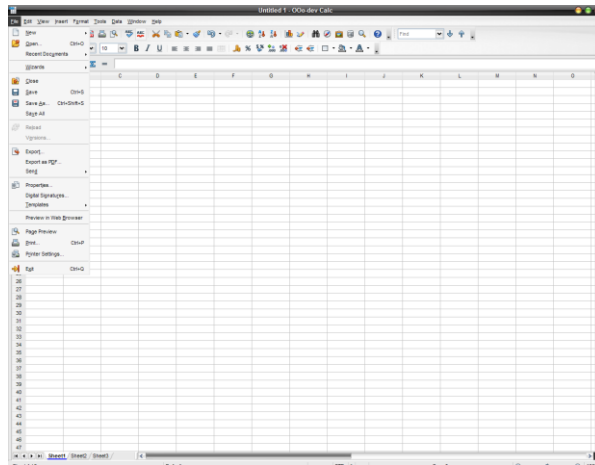 Untitled 1 - OOo-dev Calc
File Edit View Insert Format Tools Data Window Help
New
Open... Ctrl+O
Recent Documents
Wizards
Close
Save Ctrl+S
Save As... Ctrl+Shift+S
Save All
Reload
Versions...
Export...
Export as PDF...
Send
Properties...
Digital Signatures...
Templates
Preview in Web Browser
Page Preview
Print... Ctrl+P
Printer Settings...
Exit Ctrl+Q
10
Find
C D E F G H I J K L M N O
26
27
28
29
30
31
32
33
34
35
36
37
38
39
40
41
42
43
44
45
46
47
Sheet1 Sheet2 Sheet3